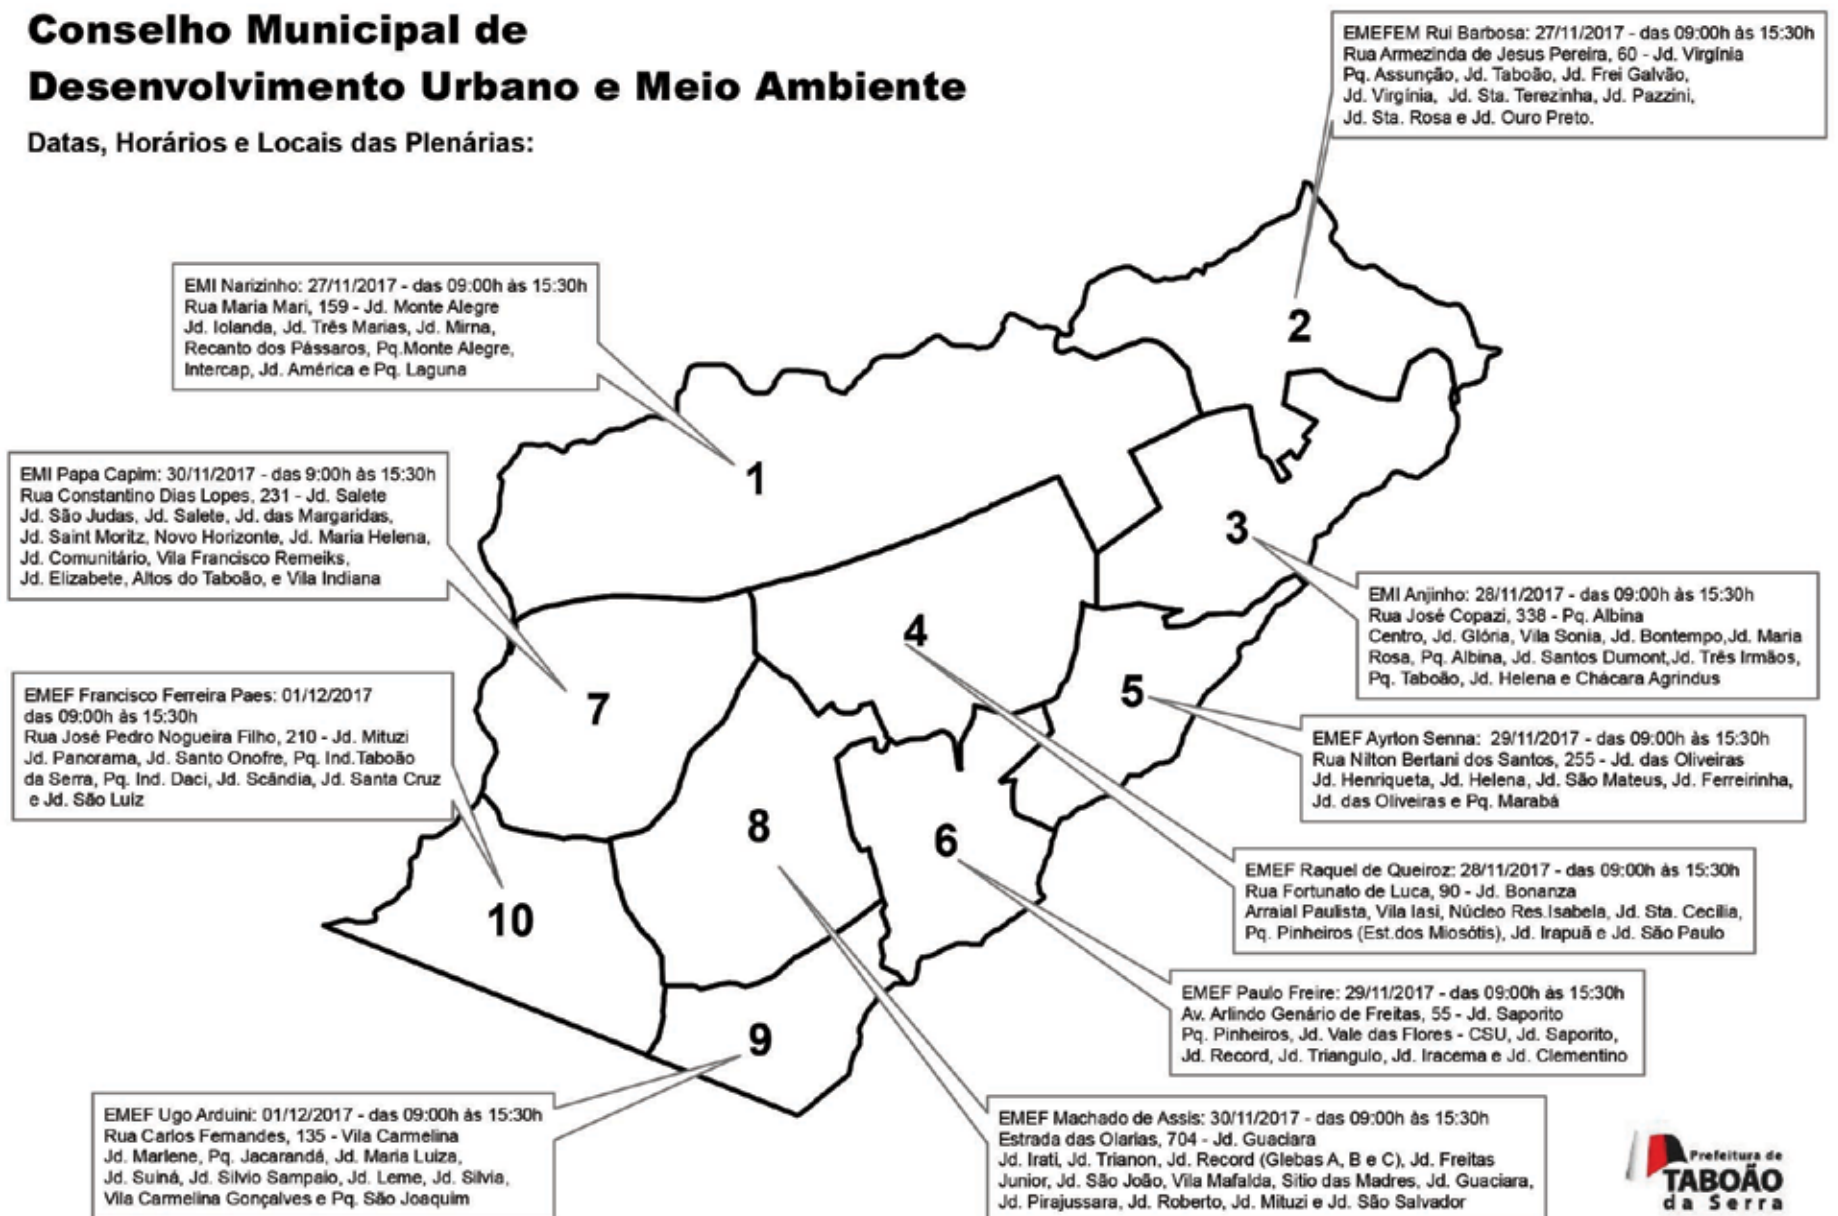 Conselho Municipal de
Desenvolvimento Urbano e Meio Ambiente
Datas, Horários e Locais das Plenárias:
EMEFEM Rui Barbosa: 27/11/2017 - das 09:00h às 15:30h
Rua Armezinda de Jesus Pereira, 60 - Jd. Virgínia
Pq. Assunção, Jd. Taboão, Jd. Frei Galvão,
Jd. Virgínia, Jd. Sta. Terezinha, Jd. Pazzini,
Jd. Sta. Rosa e Jd. Ouro Preto.
2
EMI Narizinho: 27/11/2017 - das 09:00h às 15:30h
Rua Maria Mari, 159 - Jd. Monte Alegre
Jd. Iolanda, Jd. Três Marias, Jd. Mirna,
Recanto dos Pássaros, Pq.Monte Alegre,
Intercap, Jd. América e Pq. Laguna
1
EMI Papa Capim: 30/11/2017 - das 9:00h às 15:30h
Rua Constantino Dias Lopes, 231 - Jd. Salete
Jd. São Judas, Jd. Salete, Jd. das Margaridas,
Jd. Saint Moritz, Novo Horizonte, Jd. Maria Helena,
Jd. Comunitário, Vila Francisco Remeiks,
Jd. Elizabete, Altos do Taboão, e Vila Indiana
7
3
EMI Anjinho: 28/11/2017 - das 09:00h às 15:30h
Rua José Copazi, 338 - Pq. Albina
Centro, Jd. Glória, Vila Sonia, Jd. Bontempo,Jd. Maria
Rosa, Pq. Albina, Jd. Santos Dumont,Jd. Três Irmãos,
Pq. Taboão, Jd. Helena e Chácara Agrindus
4
5
EMEF Ayrton Senna: 29/11/2017 - das 09:00h às 15:30h
Rua Nilton Bertani dos Santos, 255 - Jd. das Oliveiras
Jd. Henriqueta, Jd. Helena, Jd. São Mateus, Jd. Ferreirinha,
Jd. das Oliveiras e Pq. Marabá
EMEF Francisco Ferreira Paes: 01/12/2017
das 09:00h às 15:30h
Rua José Pedro Nogueira Filho, 210 - Jd. Mituzi
Jd. Panorama, Jd. Santo Onofre, Pq. Ind.Taboão
da Serra, Pq. Ind. Daci, Jd. Scândia, Jd. Santa Cruz
e Jd. São Luiz
10
8
6
EMEF Raquel de Queiroz: 28/11/2017 - das 09:00h às 15:30h
Rua Fortunato de Luca, 90 - Jd. Bonanza
Arraial Paulista, Vila Iasi, Núcleo Res.Isabela, Jd. Sta. Cecília,
Pq. Pinheiros (Est.dos Miosótis), Jd. Irapuã e Jd. São Paulo
EMEF Paulo Freire: 29/11/2017 - das 09:00h às 15:30h
Av. Arlindo Genário de Freitas, 55 - Jd. Saporito
Pq. Pinheiros, Jd. Vale das Flores - CSU, Jd. Saporito,
Jd. Record, Jd. Triangulo, Jd. Iracema e Jd. Clementino
9
EMEF Ugo Arduini: 01/12/2017 - das 09:00h às 15:30h
Rua Carlos Fernandes, 135 - Vila Carmelina
Jd. Marlene, Pq. Jacarandá, Jd. Maria Luiza,
Jd. Suiná, Jd. Silvio Sampaio, Jd. Leme, Jd. Silvia,
Vila Carmelina Gonçalves e Pq. São Joaquim
EMEF Machado de Assis: 30/11/2017 - das 09:00h às 15:30h
Estrada das Olarias, 704 - Jd. Guaciara
Jd. Irati, Jd. Trianon, Jd. Record (Glebas A, B e C), Jd. Freitas
Junior, Jd. São João, Vila Mafalda, Sitio das Madres, Jd. Guaciara,
Jd. Pirajussara, Jd. Roberto, Jd. Mituzi e Jd. São Salvador
Prefeitura de
TABOÃO
da Serra